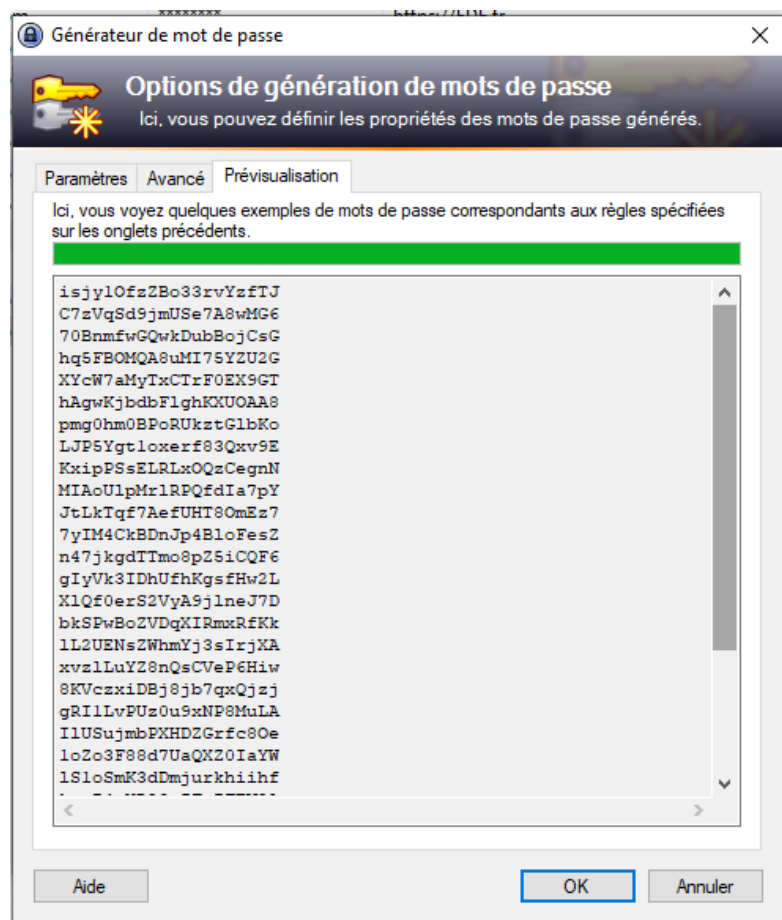 ********
https://EDF.fr
Générateur de mot de passe
Options de génération de mots de passe
Ici, vous pouvez définir les propriétés des mots de passe générés.
Paramètres Avancé Prévisualisation
Ici, vous voyez quelques exemples de mots de passe correspondants aux règles spécifiées
sur les onglets précédents.
isjylOfzZBo33rvYzfTJ
C7zVqSd9jmUSe7A8wMG6
70BnmfwGQwkDubBojCsG
hq5FBOMQA8uMI75YZU2G
XYcW7aMyTxCTrF0EX9GT
hAgwKjbdbFlghKXUOAA8
pmg0hm0BPoRUkztGlbKo
LJP5Ygtloxerf83Qxv9E
KxipPSsELRLxOQzCegnN
MIAoUlpMrlRPQfdIa7pY
JtLkTqf7AefUHT8OmEz7
7yIM4CkBDnJp4BloFesZ
n47jkgdTTmo8pZ5iCQF6
gIyVk3IDhUfhKgsfHw2L
XlQf0erS2VyA9jlneJ7D
bkSPwBoZVDqXIRmxRfKk
lL2UENsZWhmYj3sIrjXA
xvzlLuYZ8nQsCVeP6Hiw
8KVczxiDBj8jb7qxQjzj
gRIlLvPUz0u9xNP8MuLA
IlUSujmbPXHDZGrfc8Oe
loZo3F88d7UaQXZ0IaYW
lSloSmK3dDmjurkhiihf
Aide OK Annuler